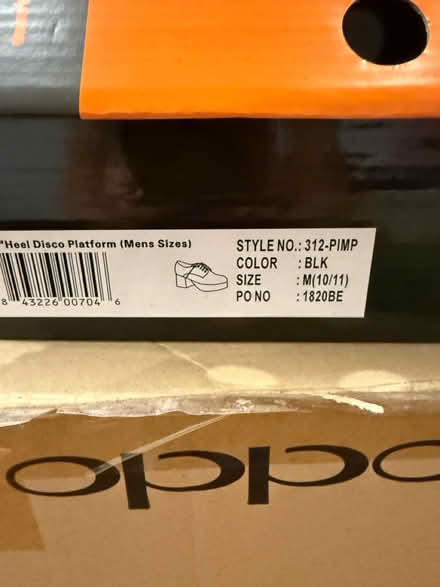 "Heel Disco Platform (Mens Sizes)
8 43226 00704 6
STYLE NO.: 312-PIMP
COLOR : BLK
SIZE : M(10/11)
PO NO : 1820BE